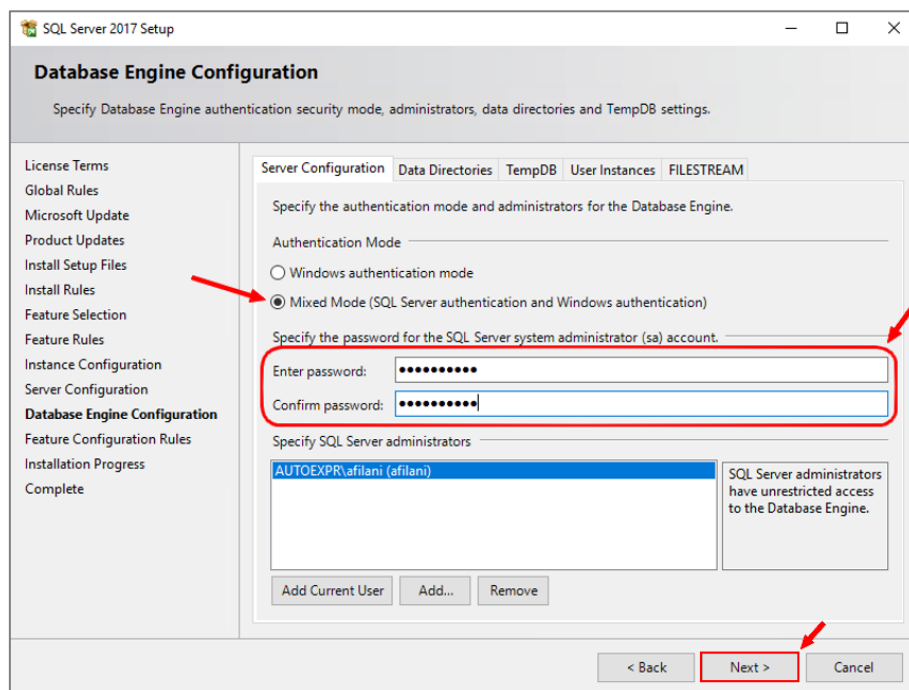 SQL Server 2017 Setup
Database Engine Configuration
Specify Database Engine authentication security mode, administrators, data directories and TempDB settings.
License Terms
Global Rules
Microsoft Update
Product Updates
Install Setup Files
Install Rules
Feature Selection
Feature Rules
Instance Configuration
Server Configuration
Database Engine Configuration
Feature Configuration Rules
Installation Progress
Complete
Server Configuration Data Directories TempDB User Instances FILESTREAM
Specify the authentication mode and administrators for the Database Engine.
Authentication Mode
Windows authentication mode
Mixed Mode (SQL Server authentication and Windows authentication)
Specify the password for the SQL Server system administrator (sa) account.
Enter password: ●●●●●●●●●●
Confirm password: ●●●●●●●●●●
Specify SQL Server administrators
AUTOEXPR\afilani (afilani)
SQL Server administrators
have unrestricted access
to the Database Engine.
Add Current User Add... Remove
< Back Next > Cancel